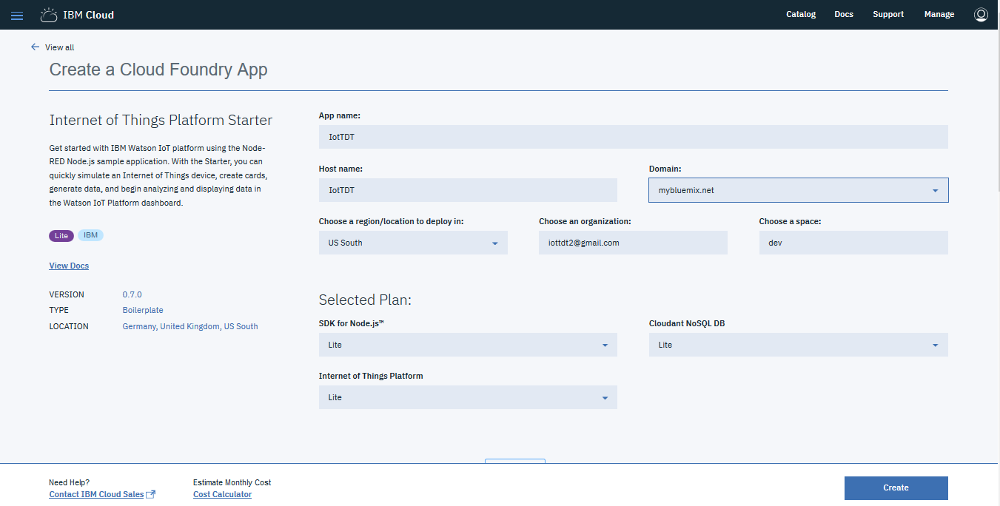 IBM Cloud
Catalog Docs Support Manage
View all
Create a Cloud Foundry App
Internet of Things Platform Starter
Get started with IBM Watson IoT platform using the Node-
RED Node.js sample application. With the Starter, you can
quickly simulate an Internet of Things device, create cards,
generate data, and begin analyzing and displaying data in
the Watson IoT Platform dashboard.
Lite IBM
View Docs
VERSION 0.7.0
TYPE Boilerplate
LOCATION Germany, United Kingdom, US South
App name:
IotTDT
Host name: Domain:
IotTDT mybluemix.net
Choose a region/location to deploy in: Choose an organization: Choose a space:
US South iottdt2@gmail.com dev
Selected Plan:
SDK for Node.js™ Cloudant NoSQL DB
Lite Lite
Internet of Things Platform
Lite
Need Help? Estimate Monthly Cost
Contact IBM Cloud Sales Cost Calculator
Create